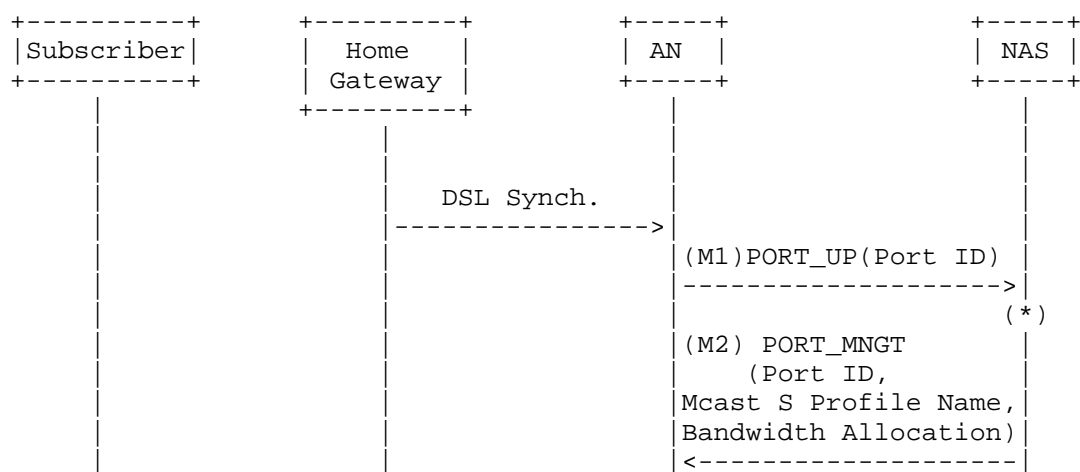 Subscriber Home Gateway AN NAS
DSL Synch.
(M1)PORT_UP(Port ID)
(*)
(M2) PORT_MNGT
(Port ID,
Mcast S Profile Name,
Bandwidth Allocation)